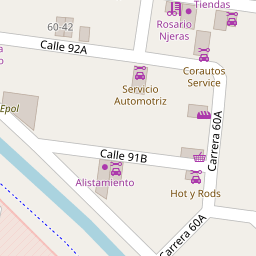 Tiendas
Rosario
Njeras
60-42
Calle 92A
Corautos
Service
Servicio
Automotriz
Epol
Carrera 60A
Calle 91B
Alistamiento
Hot y Rods
Carrera 60A